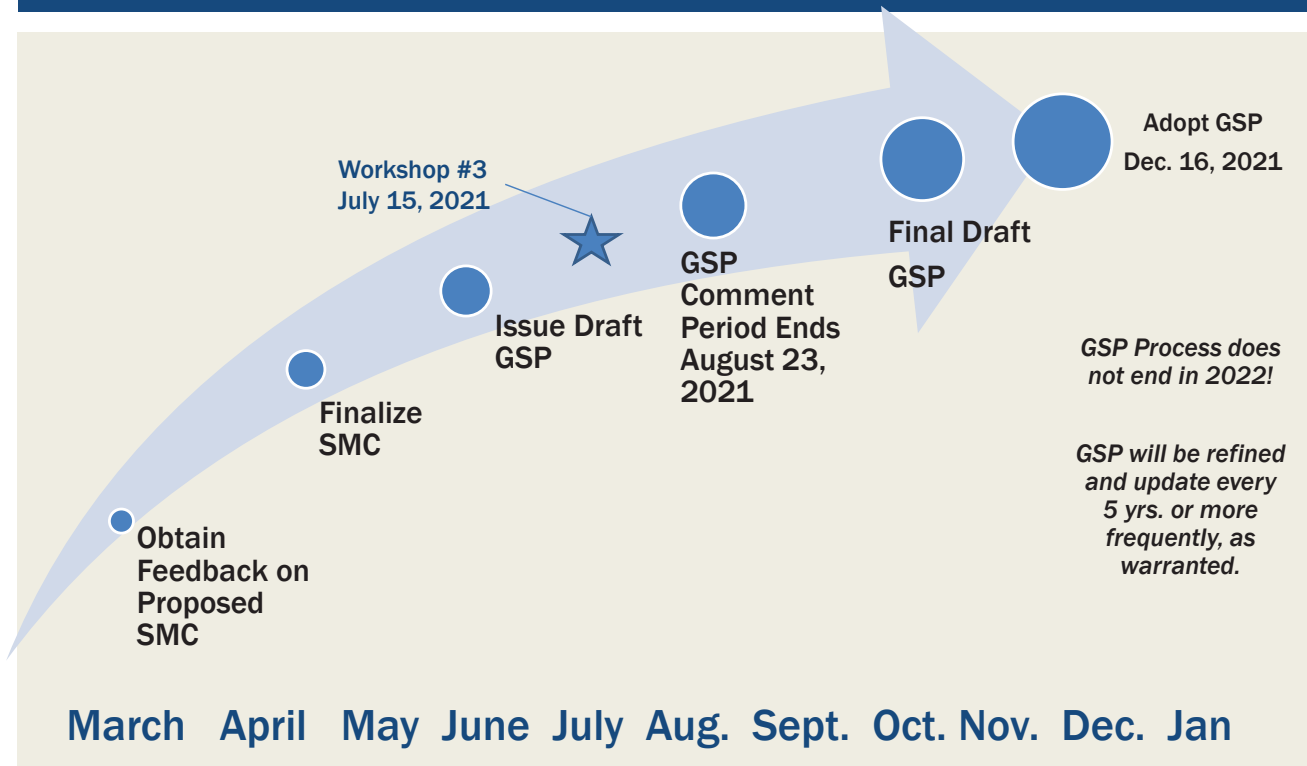 Workshop #3
July 15, 2021
Adopt GSP
Dec. 16, 2021
Final Draft
GSP
GSP
Comment
Period Ends
August 23,
2021
Issue Draft
GSP
Finalize
SMC
Obtain
Feedback on
Proposed
SMC
GSP Process does
not end in 2022!
GSP will be refined
and update every
5 yrs. or more
frequently, as
warranted.
March April May June July Aug. Sept. Oct. Nov. Dec. Jan